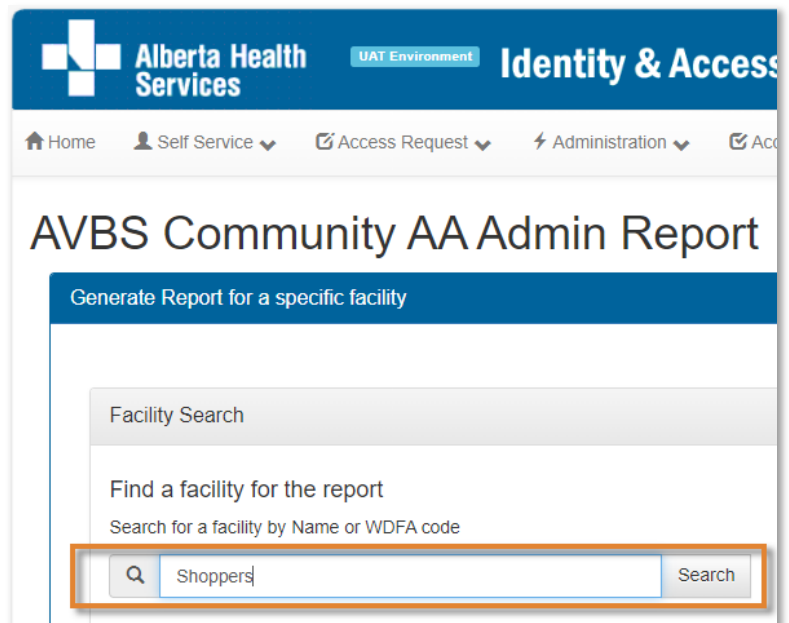 Alberta Health Services
UAT Environment
Identity & Access
Home Self Service Access Request Administration
AVBS Community AA Admin Report
Generate Report for a specific facility
Facility Search
Find a facility for the report
Search for a facility by Name or WDFA code
Shoppers Search